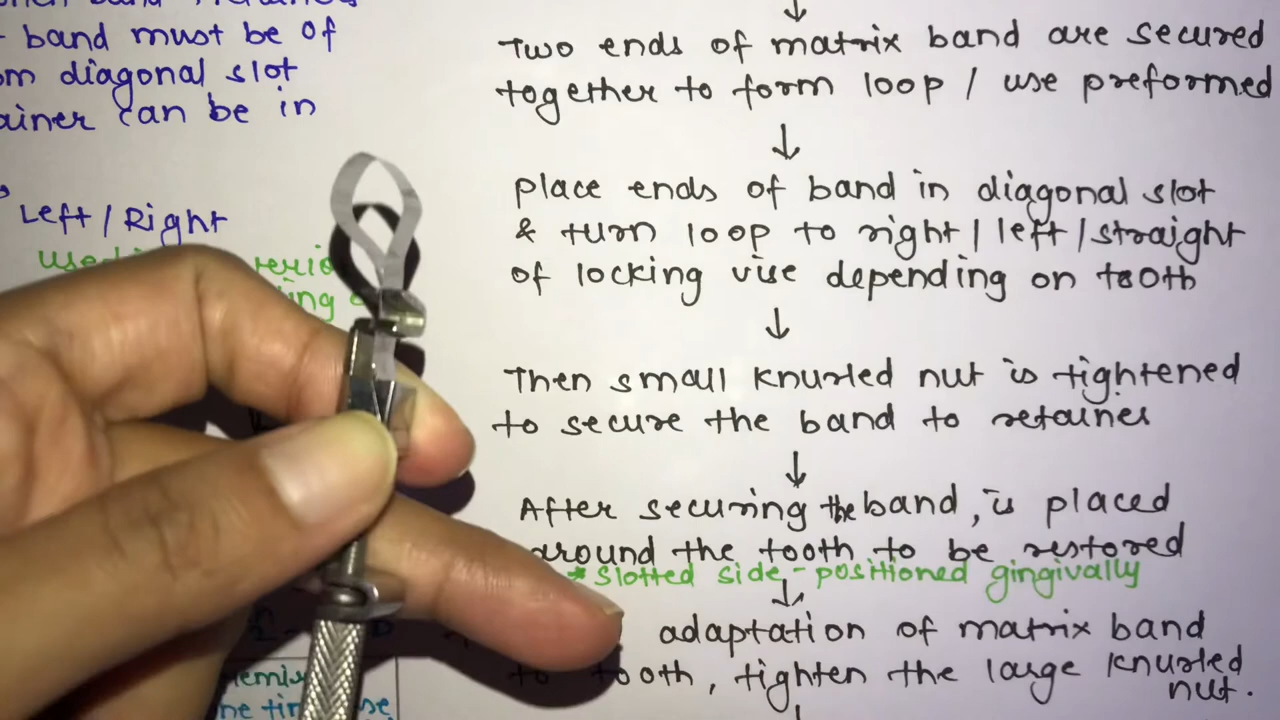 band must be of
diagonal slot
can be in
Left/Right
Two ends of matrix band are secured
together to form loop / use preformed
↓
place ends of band in diagonal slot
& turn loop to right/left/straight
of locking vise depending on tooth
↓
Then small knurled nut is tightened
to secure the band to retainer
↓
After securing the band, is placed
around the tooth to be restored
* slotted side - positioned gingivally
↓
adaptation of matrix band
to tooth, tighten the large knurled
nut.